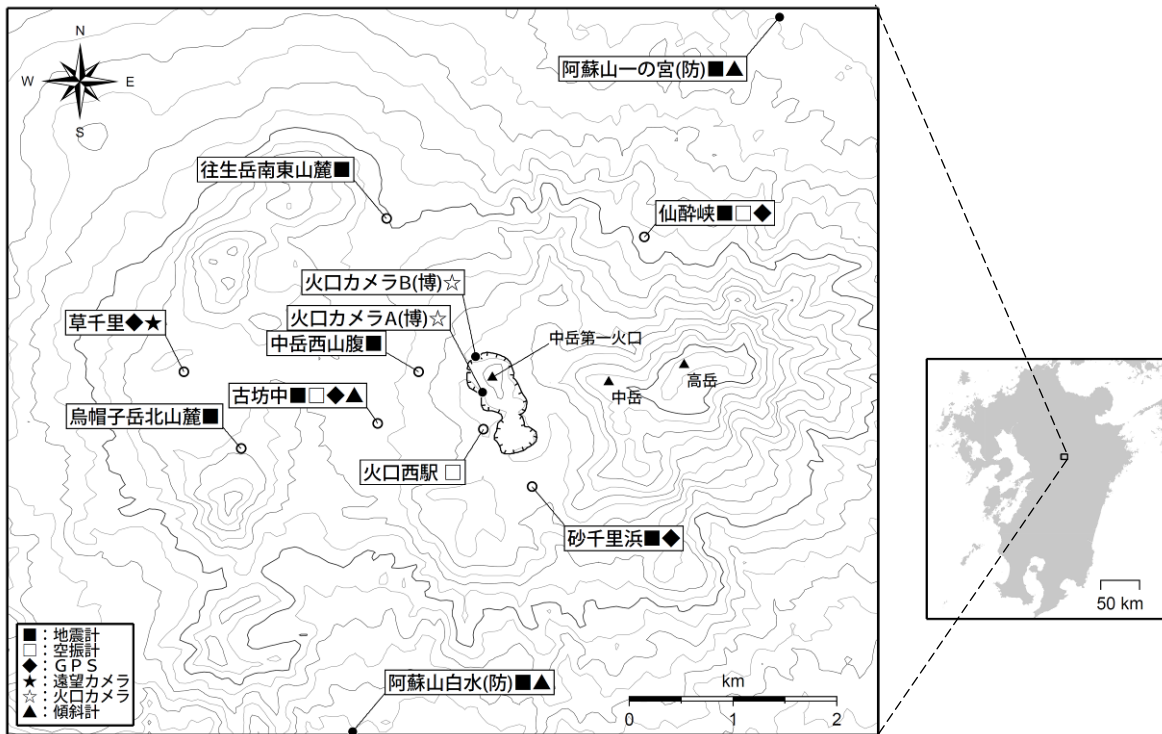 N
W E
S
阿蘇山一の宮(防)■▲
往生岳南東山麓■
仙酔峡■□◆
火口カメラB(博)☆
火口カメラA(博)☆
中岳第一火口
草千里◆★
中岳西山腹■
高岳
中岳
古坊中■□◆▲
烏帽子岳北山麓■
火口西駅 □
砂千里浜■◆
阿蘇山白水(防)■▲
■：地震計
□：空振計
◆：ＧＰＳ
★：遠望カメラ
☆：火口カメラ
▲：傾斜計
km
0 1 2
50 km